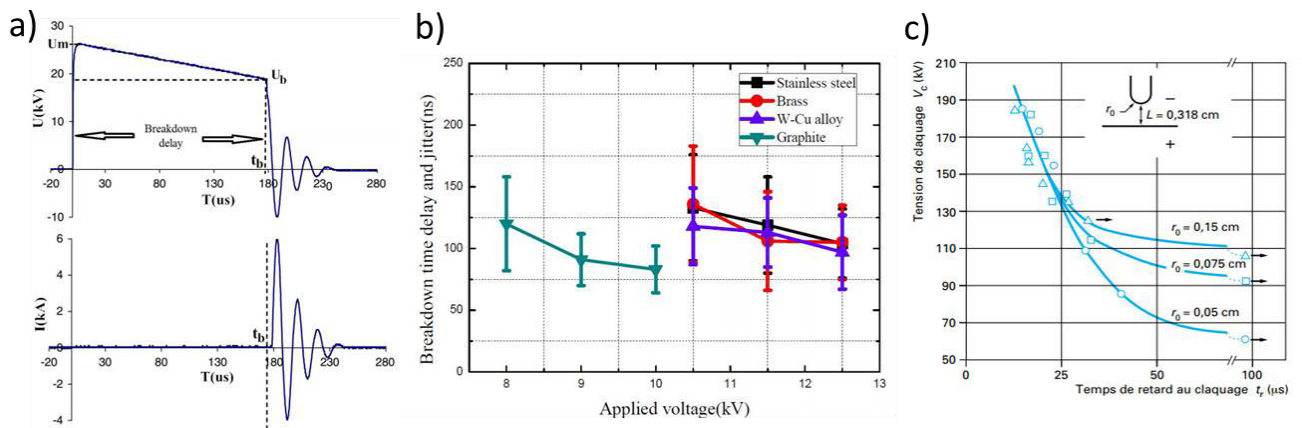 a)
Um
30
20
U(kV)
10
0
-10
Ub
Breakdown
delay
tb
-20 30 80 130 180 230 280
T(us)
6
4
2
I(kA)
0
-2
-4
tb
-20 30 80 130 180 230 280
T(us)
b)
Breakdown time delay and jitter(ns)
250
200
150
100
50
0
Stainless steel
Brass
W-Cu alloy
Graphite
8 9 10 11 12 13
Applied voltage(kV)
c)
Tension de claquage Vc (kV)
210
190
170
150
130
110
90
70
50
r0
L = 0,318 cm
–
+
r0 = 0,15 cm
r0 = 0,075 cm
r0 = 0,05 cm
0 25 50 75 100
Temps de retard au claquage tr (µs)